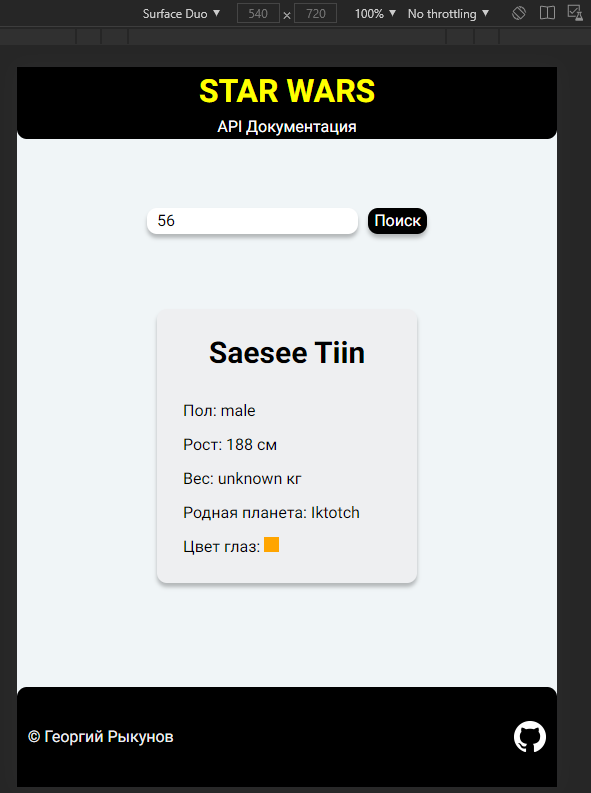 Surface Duo 540 × 720 100% No throttling
STAR WARS
API Документация
56 Поиск
Saesee Tiin
Пол: male
Рост: 188 см
Вес: unknown кг
Родная планета: Iktotch
Цвет глаз:
© Георгий Рыкунов